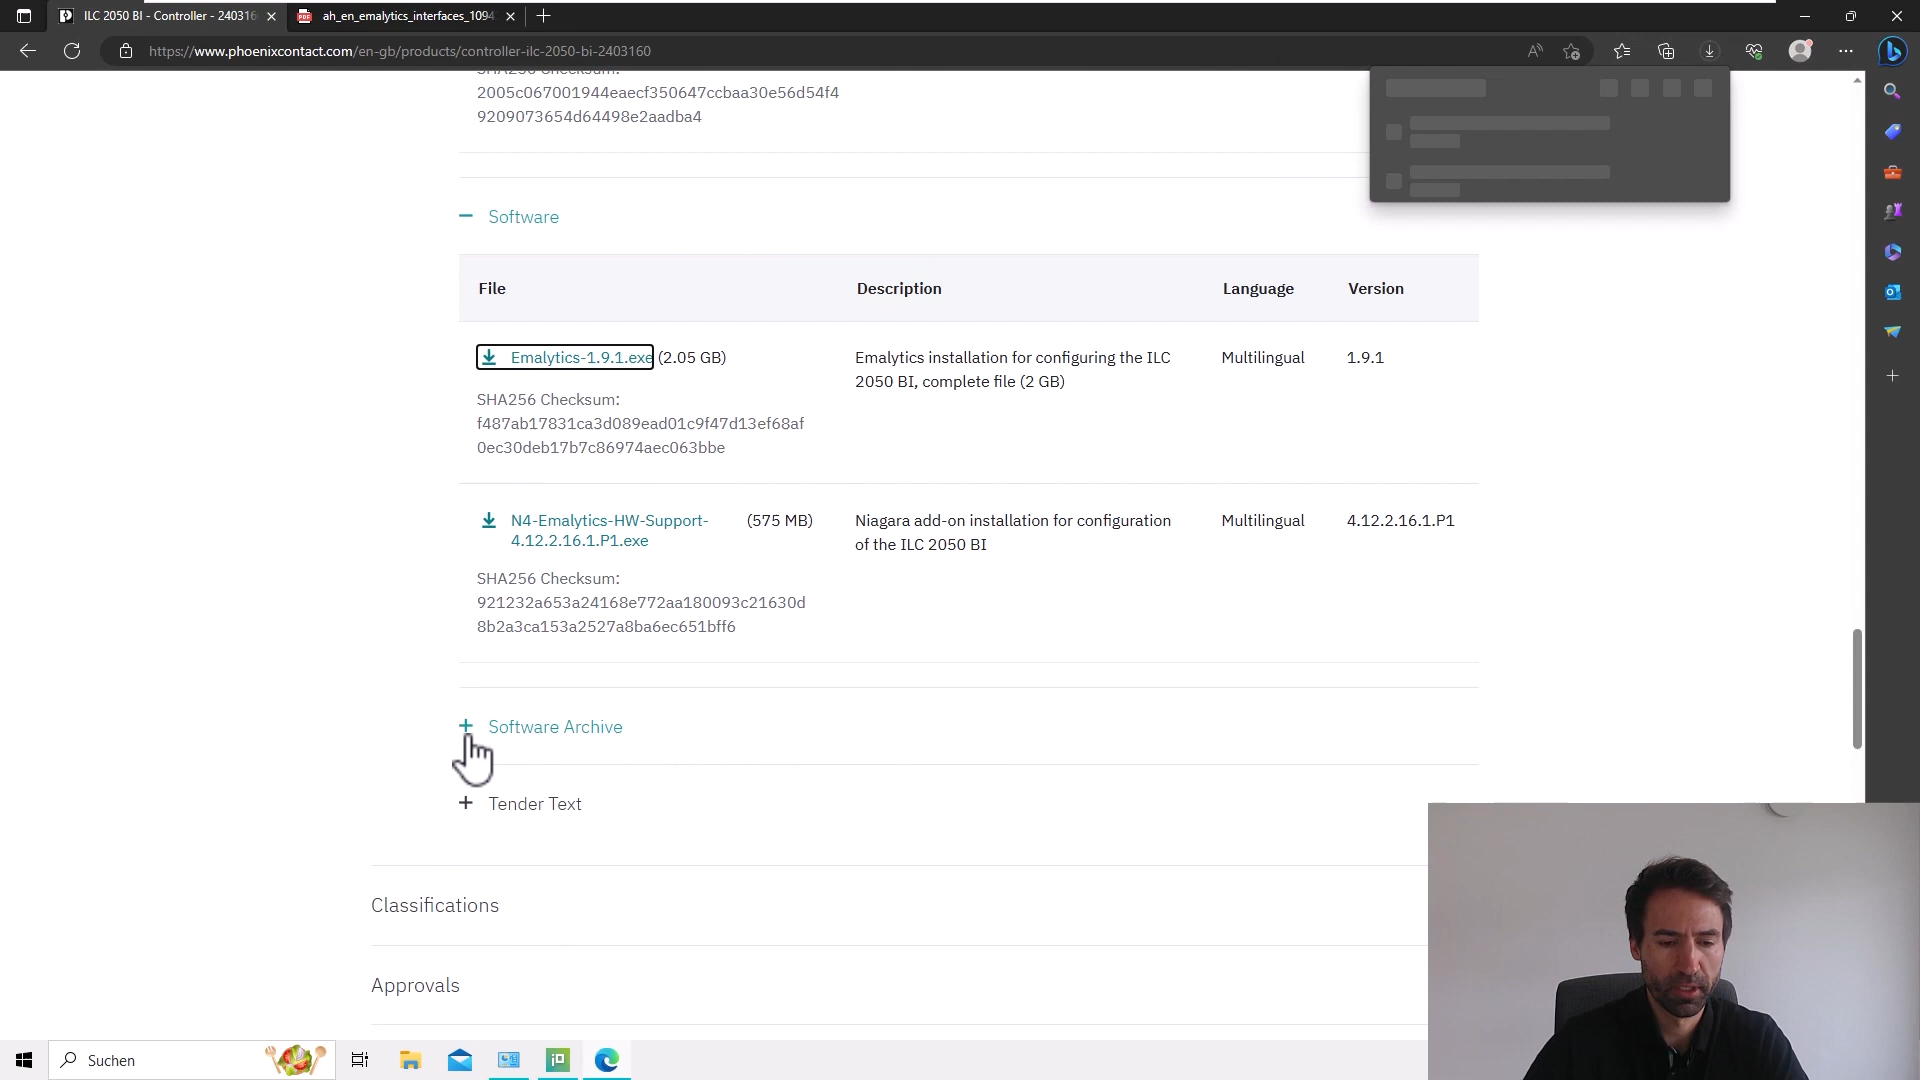 ILC 2050 BI - Controller - 240316
ah_en_emalytics_interfaces_1094
https://www.phoenixcontact.com/en-gb/products/controller-ilc-2050-bi-2403160
SHA256 Checksum:
2005c067001944eaecf350647ccbaa30e56d54f4
9209073654d64498e2aadba4
Software
File Description Language Version
Emalytics-1.9.1.exe (2.05 GB) Emalytics installation for configuring the ILC Multilingual 1.9.1
2050 BI, complete file (2 GB)
SHA256 Checksum:
f487ab17831ca3d089ead01c9f47d13ef68af
0ec30deb17b7c86974aec063bbe
N4-Emalytics-HW-Support- (575 MB) Niagara add-on installation for configuration Multilingual 4.12.2.16.1.P1
4.12.2.16.1.P1.exe of the ILC 2050 BI
SHA256 Checksum:
921232a653a24168e772aa180093c21630d
8b2a3ca153a2527a8ba6ec651bff6
Software Archive
Tender Text
Classifications
Approvals
Suchen